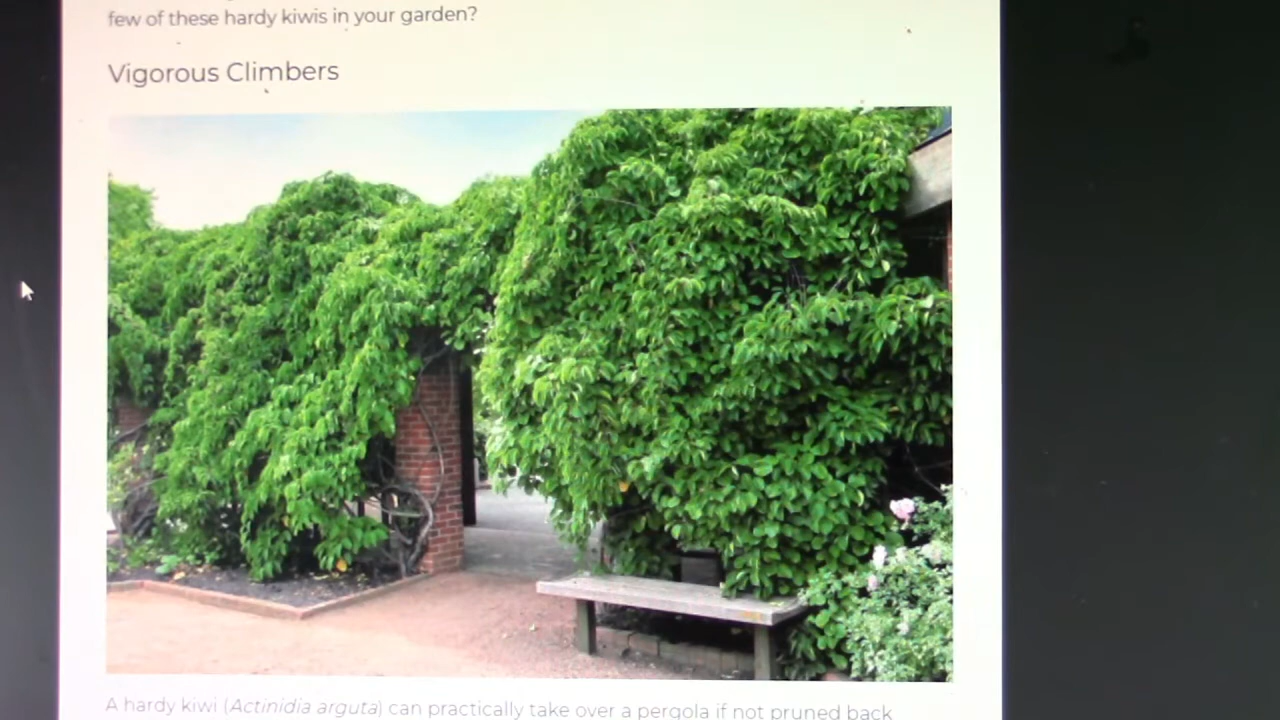 few of these hardy kiwis in your garden?
Vigorous Climbers
A hardy kiwi (Actinidia arguta) can practically take over a pergola if not pruned back